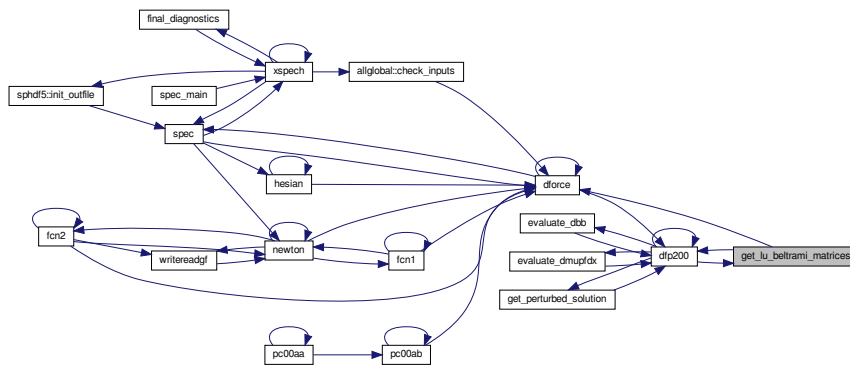 final_diagnostics
xspech
allglobal::check_inputs
sphdf5::init_outfile
spec_main
spec
hesian
dforce
evaluate_dbb
fcn2
newton
dfp200
get_lu_beltrami_matrices
writereadgf
fcn1
evaluate_dmupfdx
get_perturbed_solution
pc00aa
pc00ab